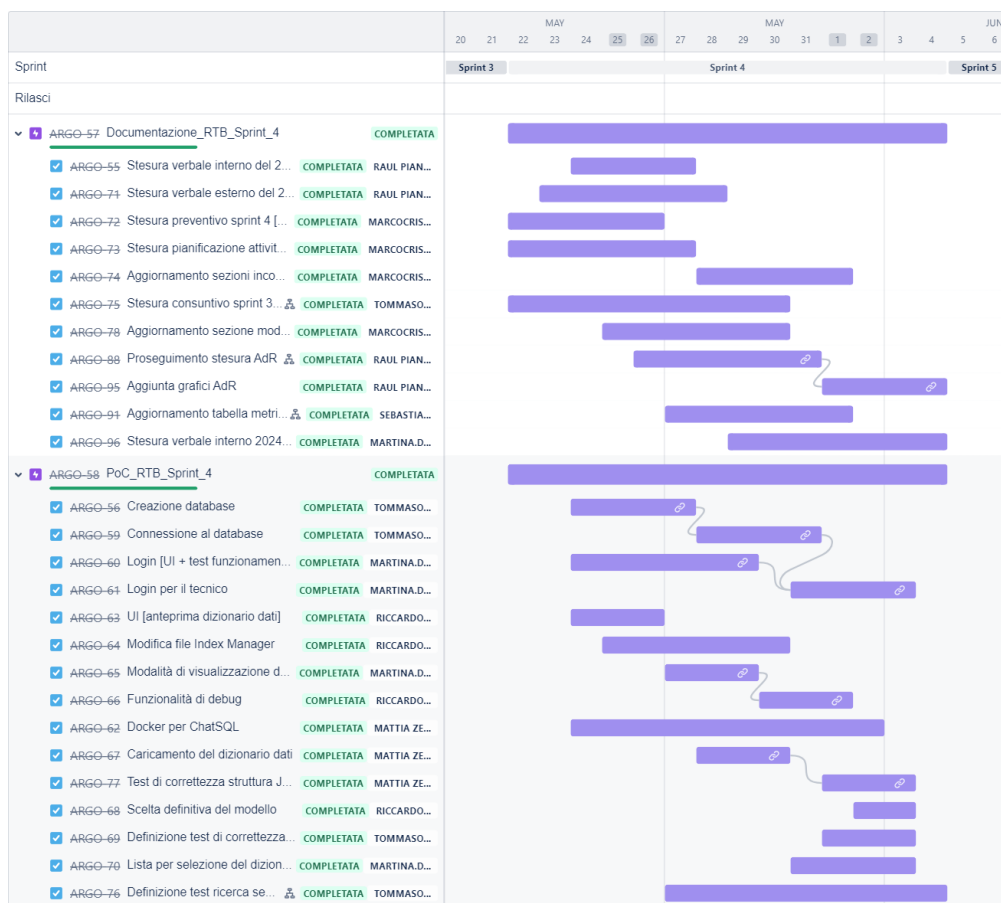 MAY MAY JUN
20 21 22 23 24 25 26 27 28 29 30 31 1 2 3 4 5 6
Sprint Sprint 3 Sprint 4 Sprint 5
Rilasci
ARGO-57 Documentazione_RTB_Sprint_4 COMPLETATA
ARGO-55 Stesura verbale interno del 2... COMPLETATA RAUL PIAN...
ARGO-71 Stesura verbale esterno del 2... COMPLETATA RAUL PIAN...
ARGO-72 Stesura preventivo sprint 4 [... COMPLETATA MARCOCRIS...
ARGO-73 Stesura pianificazione attivit... COMPLETATA MARCOCRIS...
ARGO-74 Aggiornamento sezioni inco... COMPLETATA MARCOCRIS...
ARGO-75 Stesura consuntivo sprint 3... COMPLETATA TOMMASO...
ARGO-78 Aggiornamento sezione mod... COMPLETATA MARCOCRIS...
ARGO-88 Proseguimento stesura AdR COMPLETATA RAUL PIAN...
ARGO-95 Aggiunta grafici AdR COMPLETATA RAUL PIAN...
ARGO-91 Aggiornamento tabella metri... COMPLETATA SEBASTIA...
ARGO-96 Stesura verbale interno 2024... COMPLETATA MARTINA.D...
ARGO-58 PoC_RTB_Sprint_4 COMPLETATA
ARGO-56 Creazione database COMPLETATA TOMMASO...
ARGO-59 Connessione al database COMPLETATA TOMMASO...
ARGO-60 Login [UI + test funzionamen... COMPLETATA MARTINA.D...
ARGO-61 Login per il tecnico COMPLETATA MARTINA.D...
ARGO-63 UI [anteprima dizionario dati] COMPLETATA RICCARDO...
ARGO-64 Modifica file Index Manager COMPLETATA RICCARDO...
ARGO-65 Modalità di visualizzazione d... COMPLETATA MARTINA.D...
ARGO-66 Funzionalità di debug COMPLETATA RICCARDO...
ARGO-62 Docker per ChatSQL COMPLETATA MATTIA ZE...
ARGO-67 Caricamento del dizionario dati COMPLETATA MATTIA ZE...
ARGO-77 Test di correttezza struttura J... COMPLETATA MATTIA ZE...
ARGO-68 Scelta definitiva del modello COMPLETATA RICCARDO...
ARGO-69 Definizione test di correttezza... COMPLETATA TOMMASO...
ARGO-70 Lista per selezione del dizion... COMPLETATA MARTINA.D...
ARGO-76 Definizione test ricerca se... COMPLETATA TOMMASO...